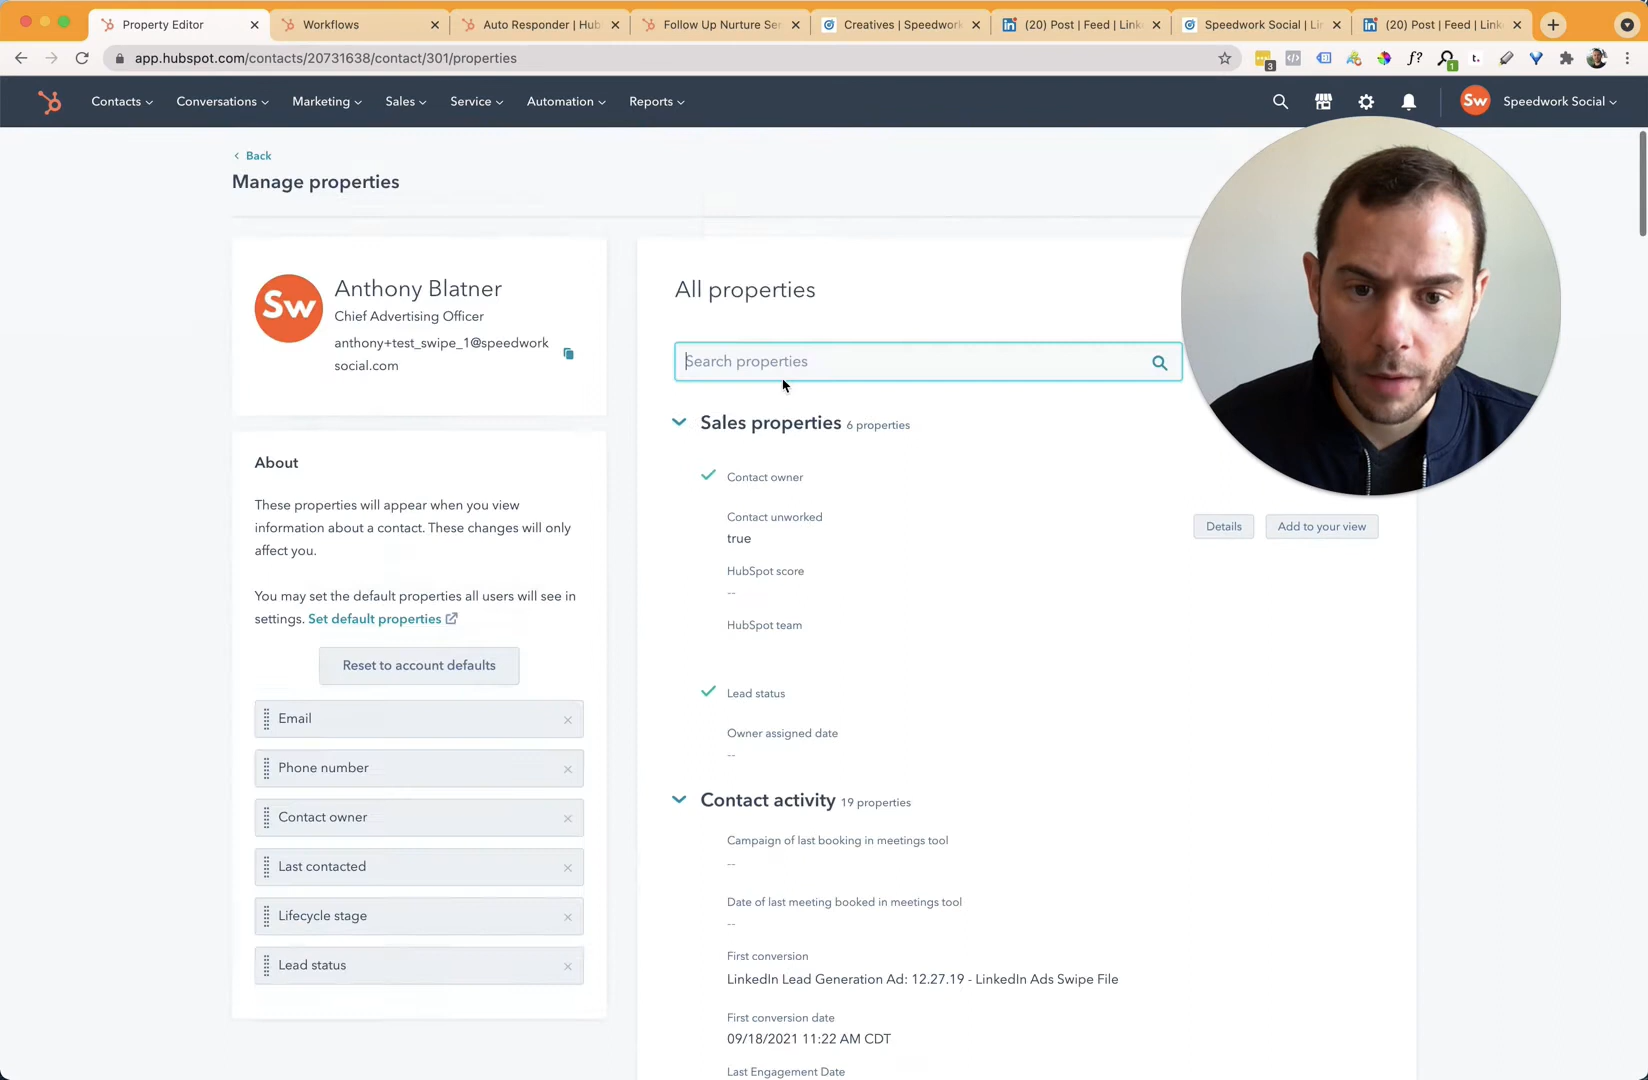 Property Editor
Workflows
Auto Responder | Hub
Follow Up Nurture Se
Creatives | Speedwork
(20) Post | Feed | Link
Speedwork Social | Li
(20) Post | Feed | Link
app.hubspot.com/contacts/20731638/contact/301/properties
3
f?
1
t.
Contacts
Conversations
Marketing
Sales
Service
Automation
Reports
Sw
Speedwork Social
Back
Manage properties
Sw
Anthony Blatner
Chief Advertising Officer
anthony+test_swipe_1@speedwork
social.com
About
These properties will appear when you view
information about a contact. These changes will only
affect you.
You may set the default properties all users will see in
settings. Set default properties
Reset to account defaults
Email
Phone number
Contact owner
Last contacted
Lifecycle stage
Lead status
All properties
Search properties
Sales properties 6 properties
Contact owner
Contact unworked
true
Details
Add to your view
HubSpot score
--
HubSpot team
Lead status
Owner assigned date
--
Contact activity 19 properties
Campaign of last booking in meetings tool
--
Date of last meeting booked in meetings tool
--
First conversion
LinkedIn Lead Generation Ad: 12.27.19 - LinkedIn Ads Swipe File
First conversion date
09/18/2021 11:22 AM CDT
Last Engagement Date